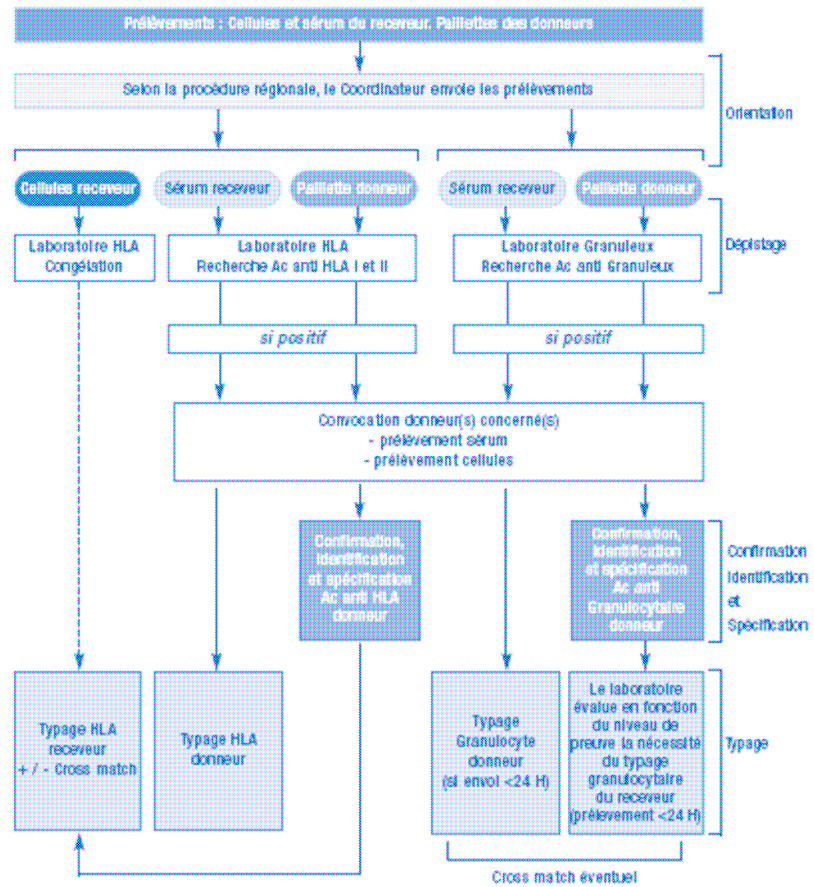 Prélèvements : Cellules et sérum du receveur. Paillettes des donneurs
Selon la procédure régionale, le Coordinateur envoie les prélèvements
Orientation
Cellules receveur
Sérum receveur
Paillette donneur
Sérum receveur
Paillette donneur
Laboratoire HLA
Congélation
Laboratoire HLA
Recherche Ac anti HLA I et II
Laboratoire Granuleux
Recherche Ac anti Granuleux
Dépistage
si positif
si positif
Convocation donneur(s) concerné(s)
- prélèvement sérum
- prélèvement cellules
Confirmation,
identification
et spécification
Ac anti HLA
donneur
Confirmation,
identification
et spécification
Ac anti
Granulocytaire
donneur
Confirmation
Identification
et
Spécification
Typage HLA
receveur
+ / - Cross match
Typage HLA
donneur
Typage
Granulocyte
donneur
(si envoi <24 H)
Le laboratoire
évalue en fonction
du niveau de
preuve la nécessité
du typage
granulocytaire
du receveur
(prélevement <24 H)
Typage
Cross match éventuel